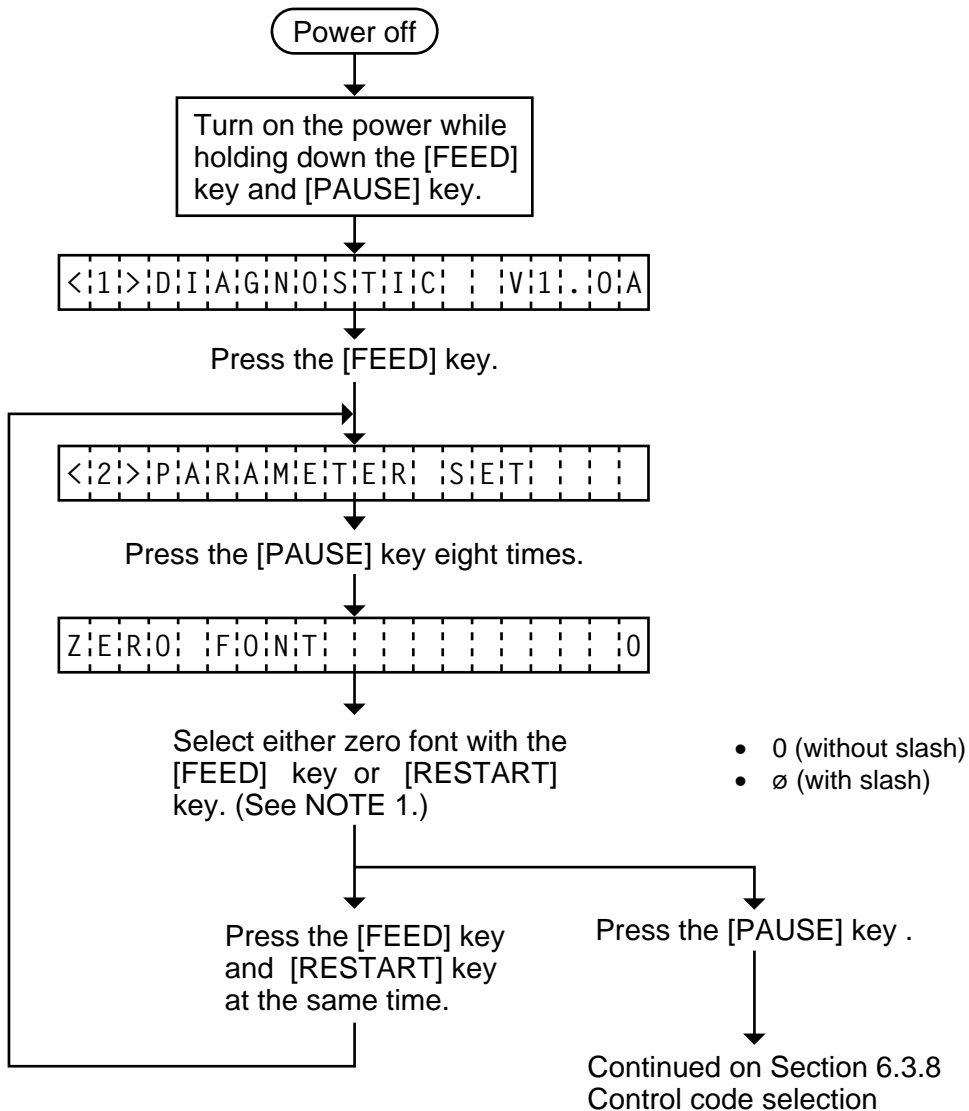 Power off
Turn on the power while
holding down the [FEED]
key and [PAUSE] key.
<1>DIAGNOSTIC   V1.0A
Press the [FEED] key.
<2>PARAMETER SET
Press the [PAUSE] key eight times.
ZERO FONT           0
Select either zero font with the
[FEED] key or [RESTART]
key. (See NOTE 1.)
• 0 (without slash)
• ø (with slash)
Press the [FEED] key
and [RESTART] key
at the same time.
Press the [PAUSE] key .
Continued on Section 6.3.8
Control code selection